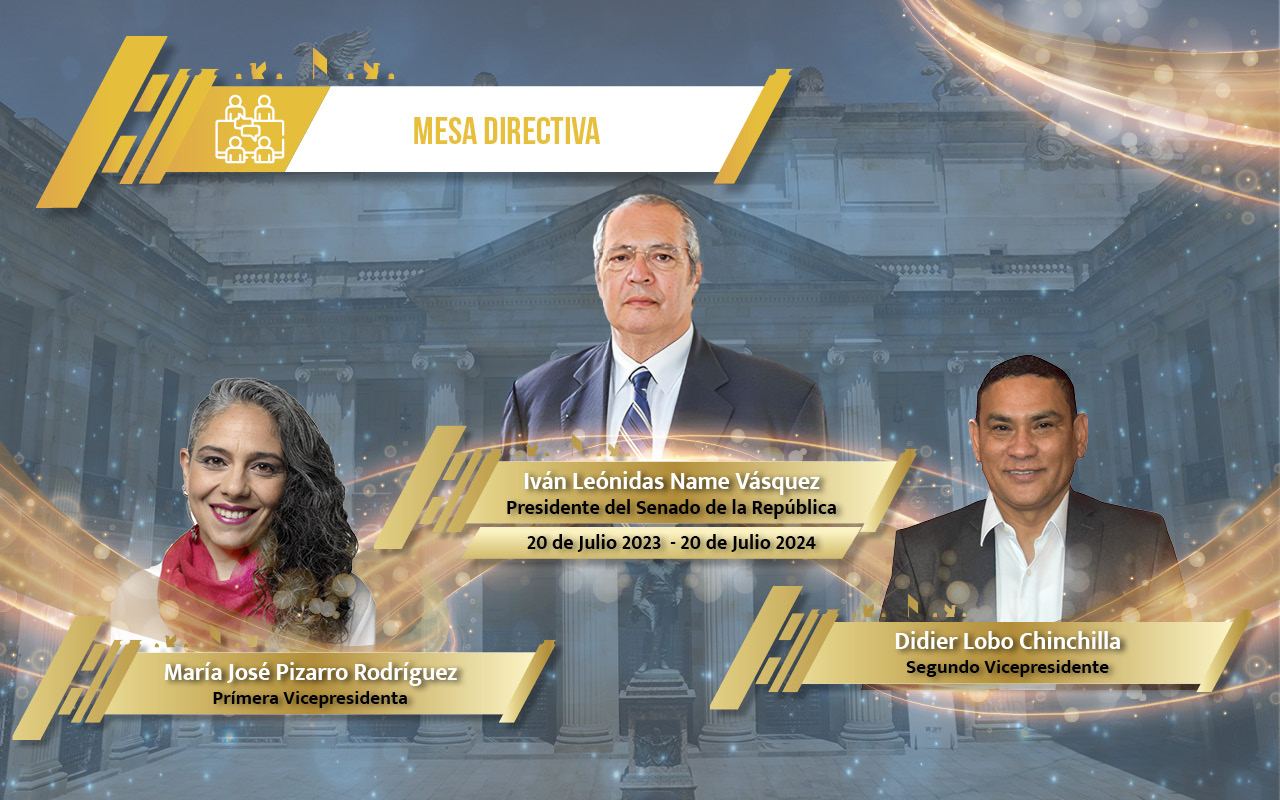 MESA DIRECTIVA
Iván Leónidas Name Vásquez
Presidente del Senado de la República
20 de Julio 2023 - 20 de Julio 2024
María José Pizarro Rodríguez
Prímera Vicepresidenta
Didier Lobo Chinchilla
Segundo Vicepresidente